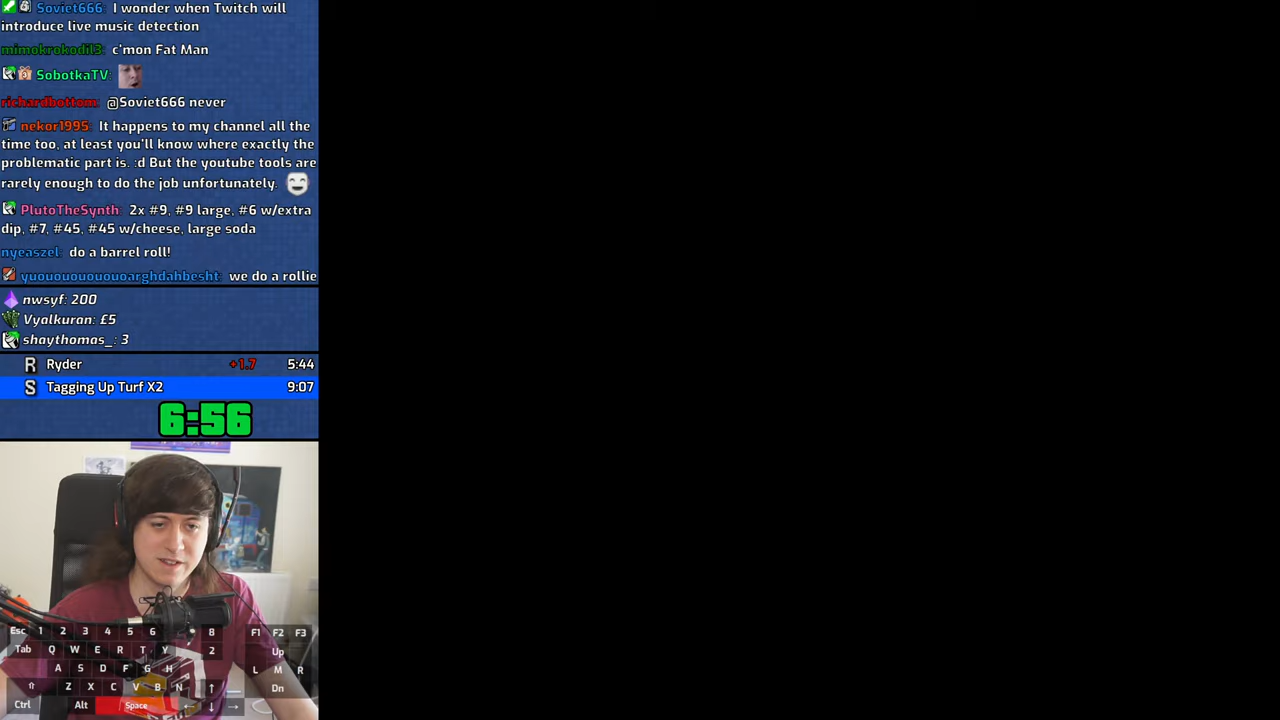 Soviet666: I wonder when Twitch will
introduce live music detection
mimokrokodil3: c'mon Fat Man
SobotkaTV:
richardbottom: @Soviet666 never
nekor1995: It happens to my channel all the
time too, at least you'll know where exactly the
problematic part is. :d But the youtube tools are
rarely enough to do the job unfortunately.
PlutoTheSynth: 2x #9, #9 large, #6 w/extra
dip, #7, #45, #45 w/cheese, large soda
nyeaszel: do a barrel roll!
yuouououououoarghdahbesht: we do a rollie
nwsyf: 200
Vyalkuran: £5
shaythomas_: 3
R Ryder +1.7 5:44
S Tagging Up Turf X2 9:07
6:56
Esc 1 2 3 4 5 6 8 F1 F2 F3
Tab Q W E R T Y 2 Up
A S D F G H L M R
⇧ Z X C V B N ↑ Dn
Ctrl Alt Space ← ↓ →